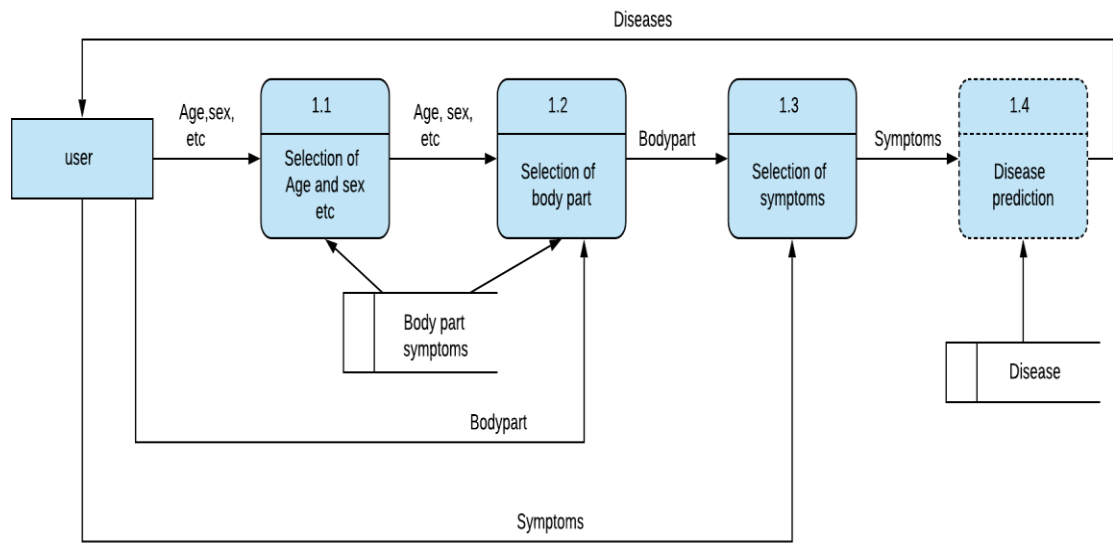 Diseases
Age,sex,
etc
1.1
Age, sex,
etc
1.2
Bodypart
1.3
Symptoms
1.4
user
Selection of
Age and sex
etc
Selection of
body part
Selection of
symptoms
Disease
prediction
Body part
symptoms
Disease
Bodypart
Symptoms